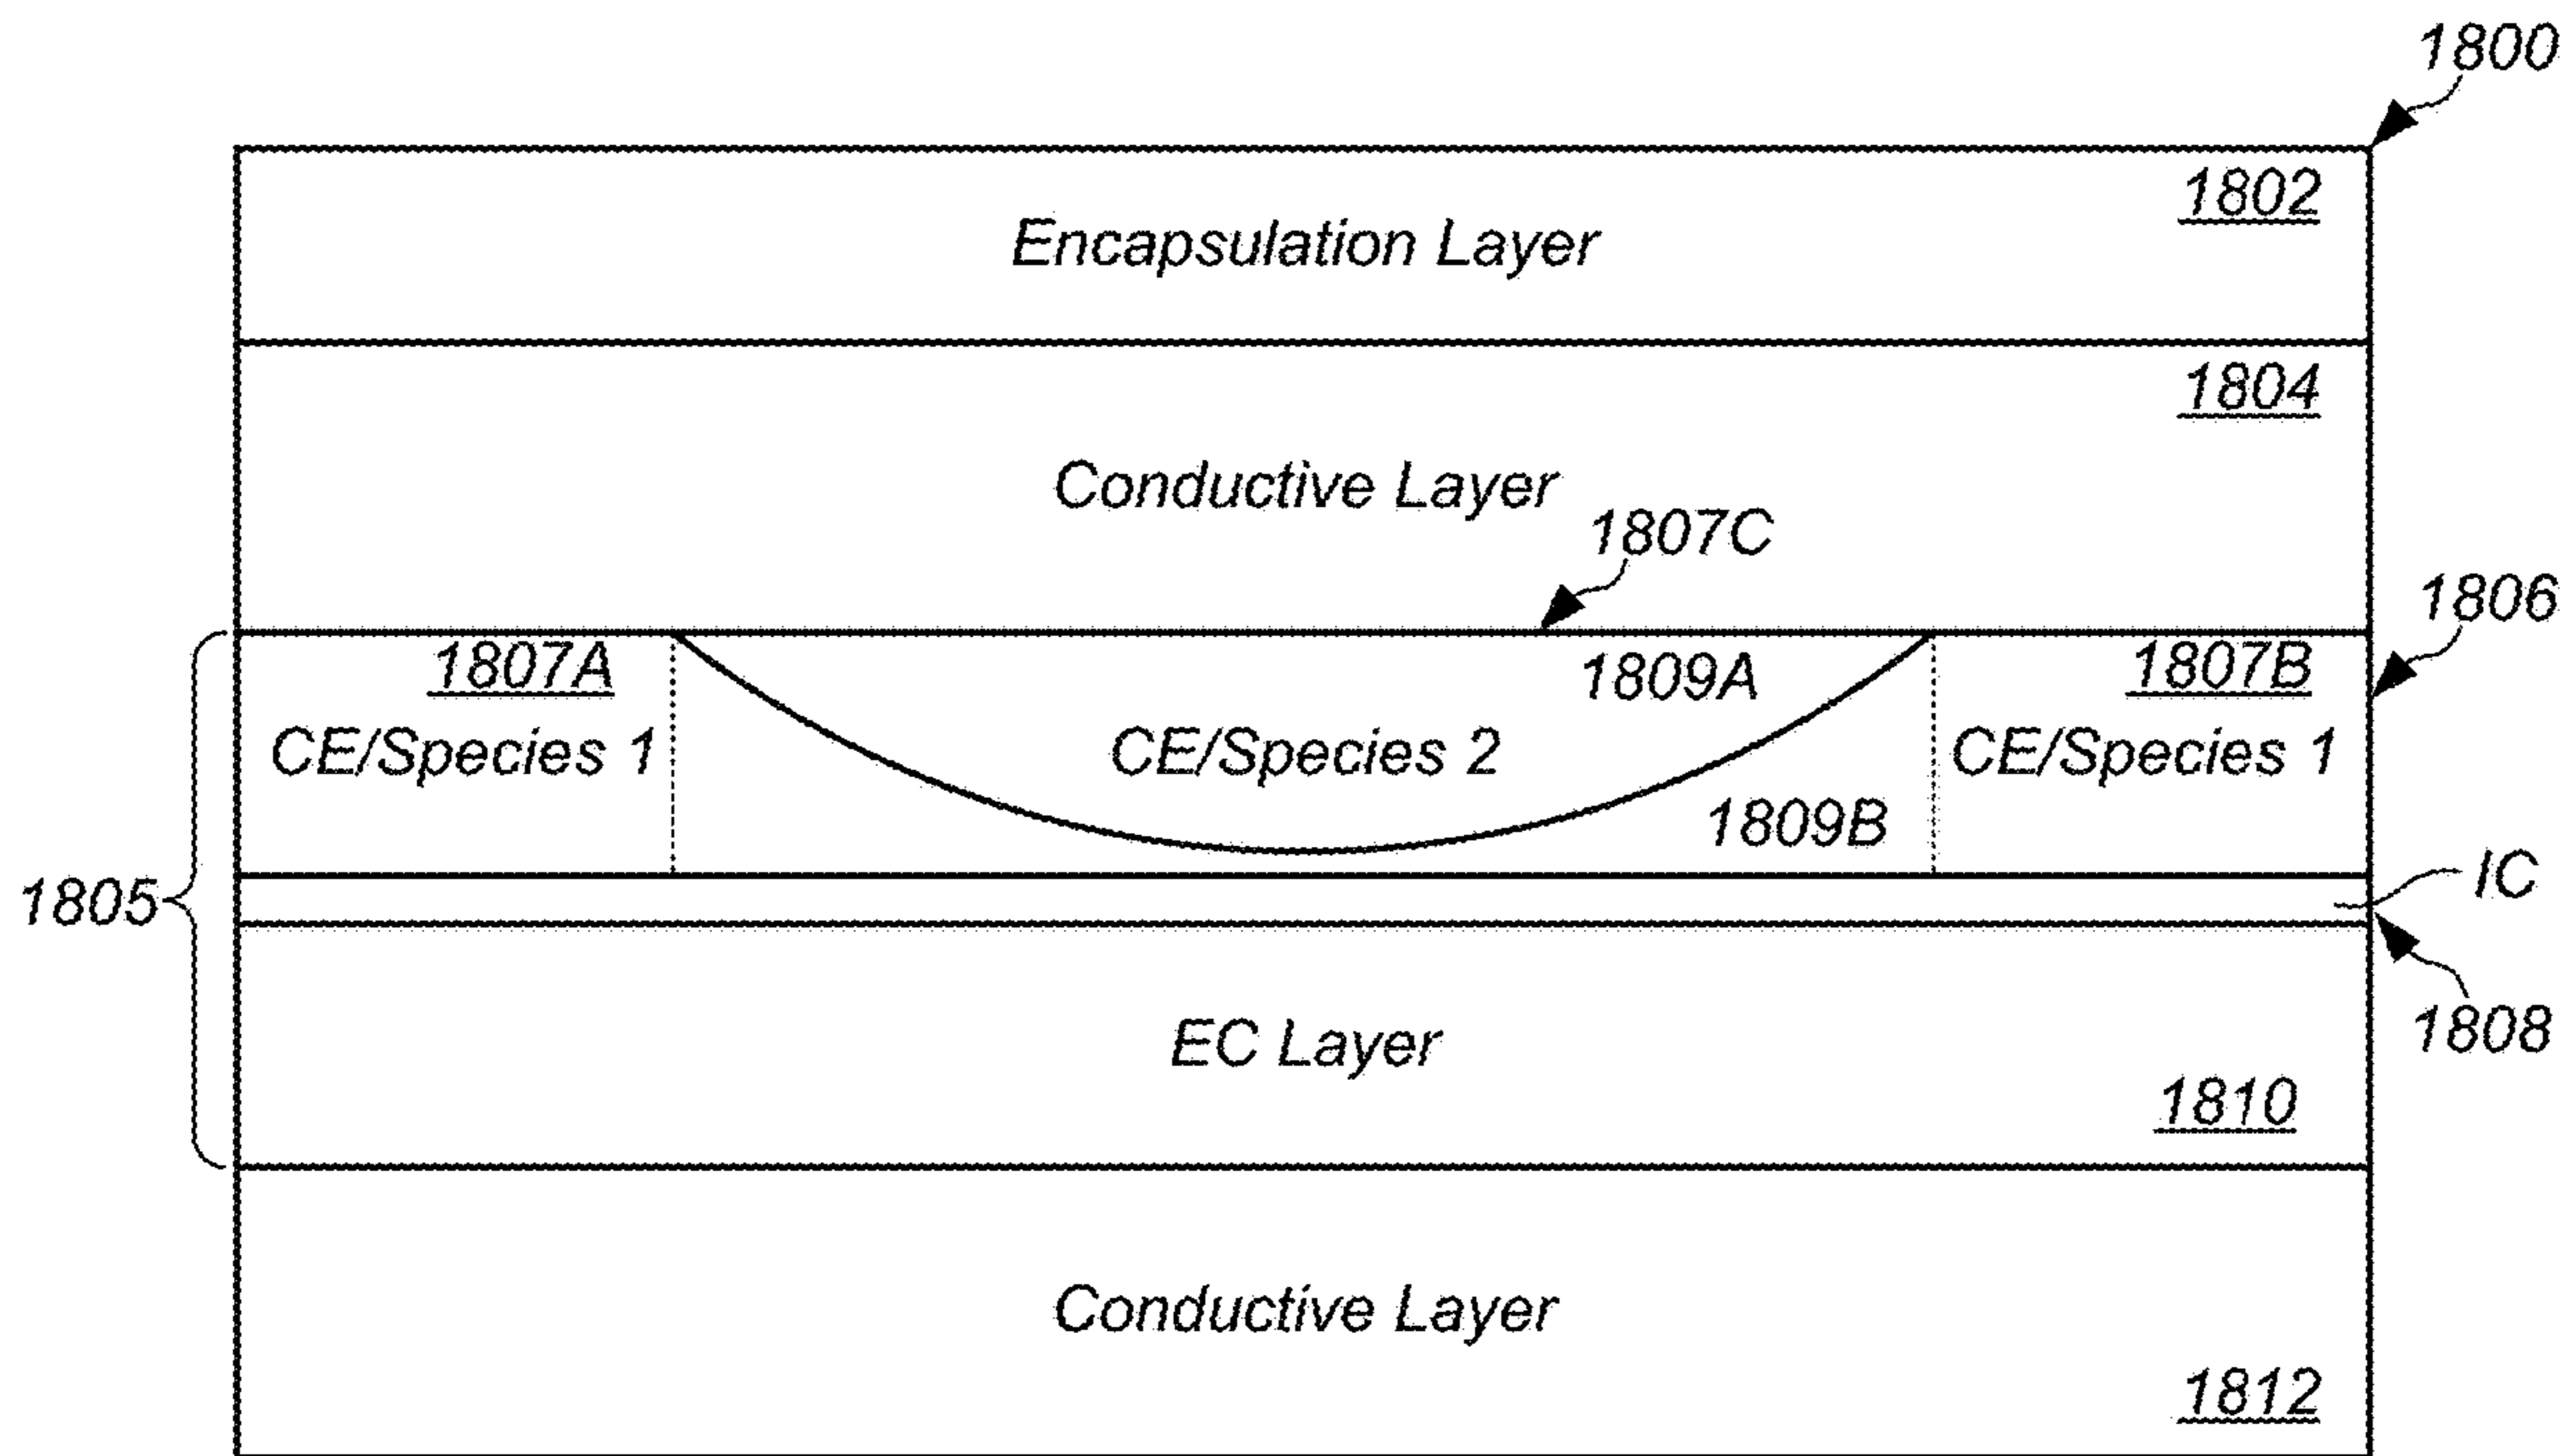 1800
1802
Encapsulation Layer
1804
Conductive Layer
1807C
1806
1807A
1809A
1807B
CE/Species 1
CE/Species 2
CE/Species 1
1809B
1805
IC
1808
EC Layer
1810
Conductive Layer
1812